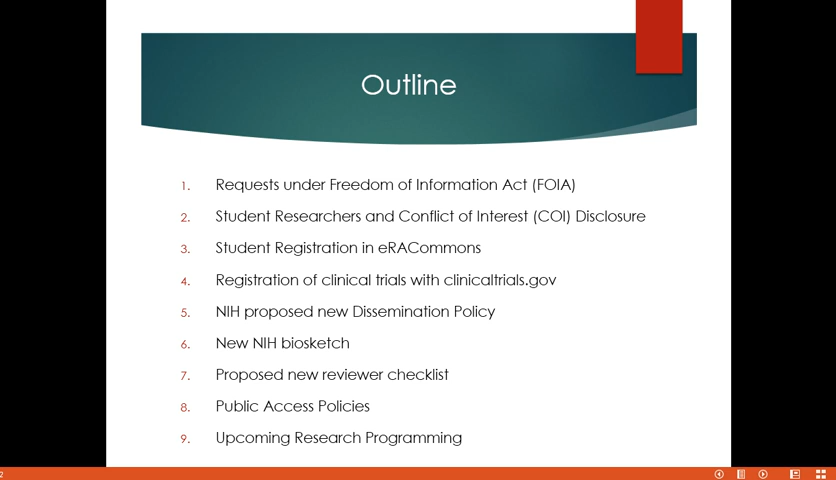 Outline
1. Requests under Freedom of Information Act (FOIA)
2. Student Researchers and Conflict of Interest (COI) Disclosure
3. Student Registration in eRACommons
4. Registration of clinical trials with clinicaltrials.gov
5. NIH proposed new Dissemination Policy
6. New NIH biosketch
7. Proposed new reviewer checklist
8. Public Access Policies
9. Upcoming Research Programming
2